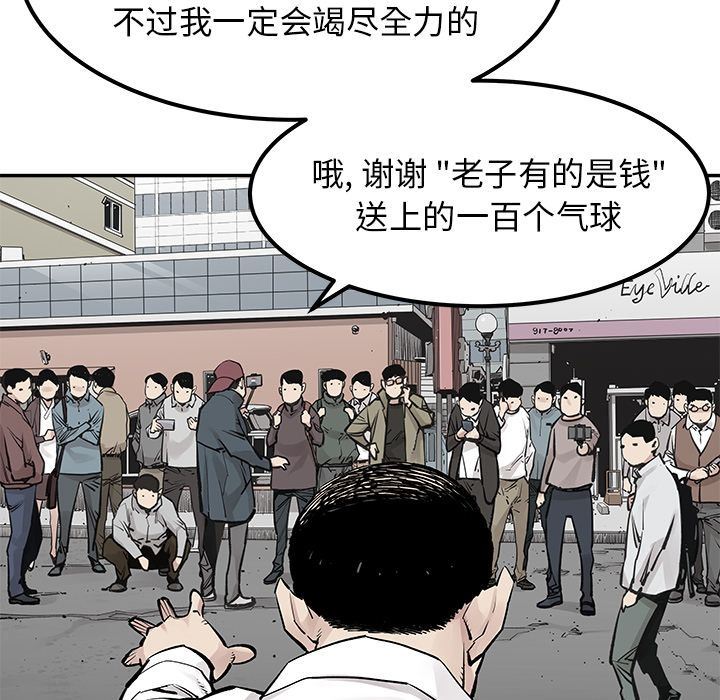 不过我一定会竭尽全力的
哦, 谢谢 "老子有的是钱"
送上的一百个气球
Eye Ville
917-8007